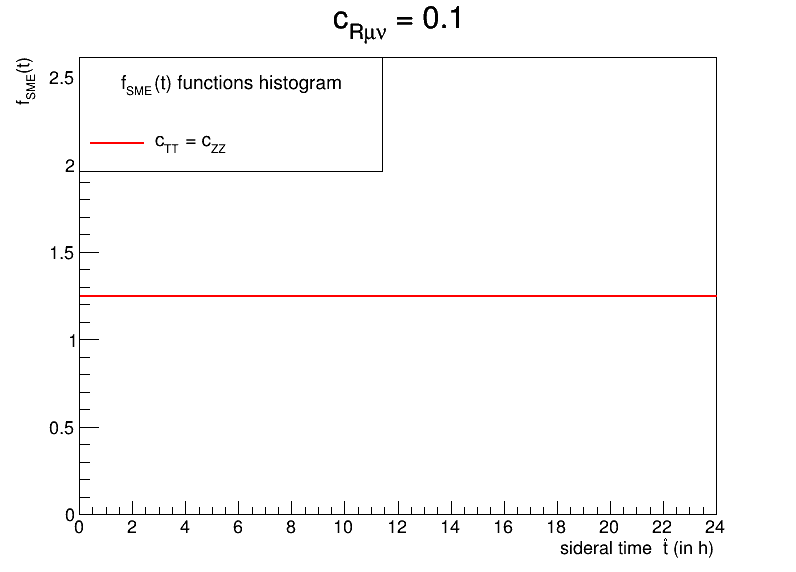 c_Rμν = 0.1
f_SME(t)
f_SME(t) functions histogram
c_TT = c_ZZ
2.5
2
1.5
1
0.5
0
0 2 4 6 8 10 12 14 16 18 20 22 24
sideral time t̂ (in h)